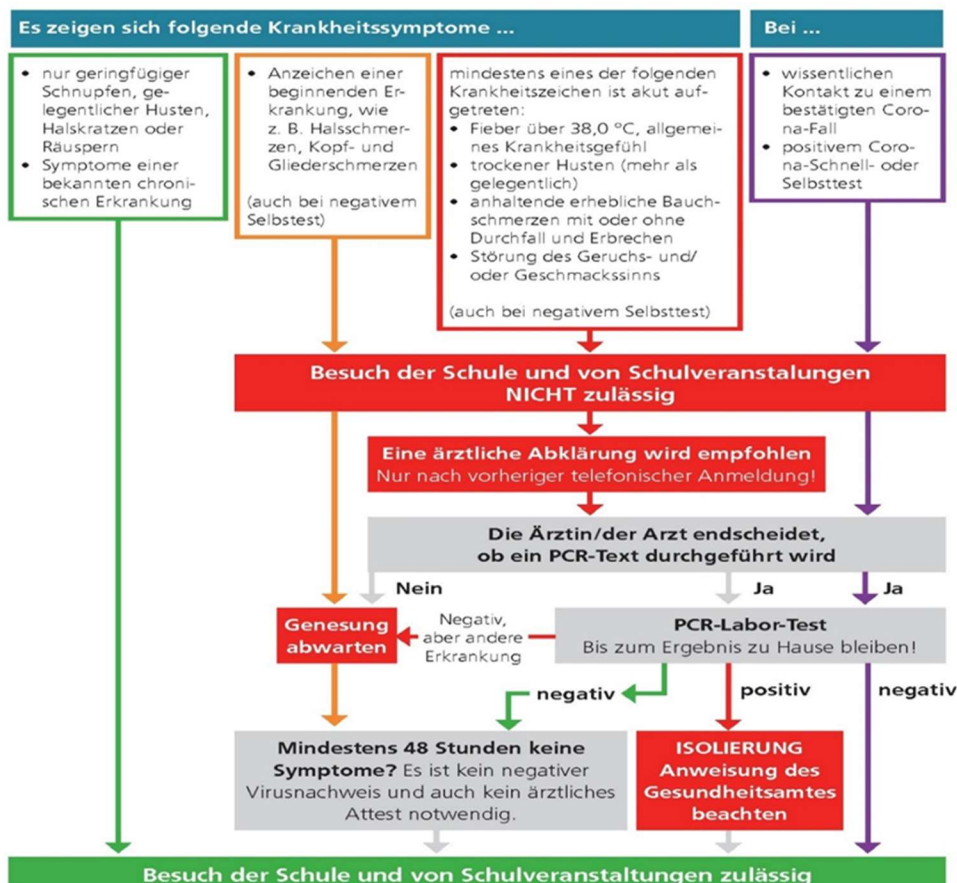 Es zeigen sich folgende Krankheitssymptome ...
Bei ...
• nur geringfügiger
Schnupfen, ge-
legentlicher Husten,
Halskratzen oder
Räuspern
• Symptome einer
bekannten chroni-
schen Erkrankung
• Anzeichen einer
beginnenden Er-
krankung, wie
z. B. Halsschmer-
zen, Kopf- und
Gliederschmerzen
(auch bei negativem
Selbsttest)
mindestens eines der folgenden
Krankheitszeichen ist akut auf-
getreten:
• Fieber über 38,0 ºC, allgemei-
nes Krankheitsgefühl
• trockener Husten (mehr als
gelegentlich)
• anhaltende erhebliche Bauch-
schmerzen mit oder ohne
Durchfall und Erbrechen
• Störung des Geruchs- und/
oder Geschmackssinns
(auch bei negativem Selbsttest)
• wissentlichen
Kontakt zu einem
bestätigten Coro-
na-Fall
• positivem Coro-
na-Schnell- oder
Selbsttest
Besuch der Schule und von Schulveranstalungen
NICHT zulässig
Eine ärztliche Abklärung wird empfohlen
Nur nach vorheriger telefonischer Anmeldung!
Die Ärztin/der Arzt endscheidet,
ob ein PCR-Text durchgeführt wird
Nein
Ja
Ja
Genesung
abwarten
Negativ,
aber andere
Erkrankung
PCR-Labor-Test
Bis zum Ergebnis zu Hause bleiben!
negativ
positiv
negativ
Mindestens 48 Stunden keine
Symptome? Es ist kein negativer
Virusnachweis und auch kein ärztliches
Attest notwendig.
ISOLIERUNG
Anweisung des
Gesundheitsamtes
beachten
Besuch der Schule und von Schulveranstaltungen zulässig